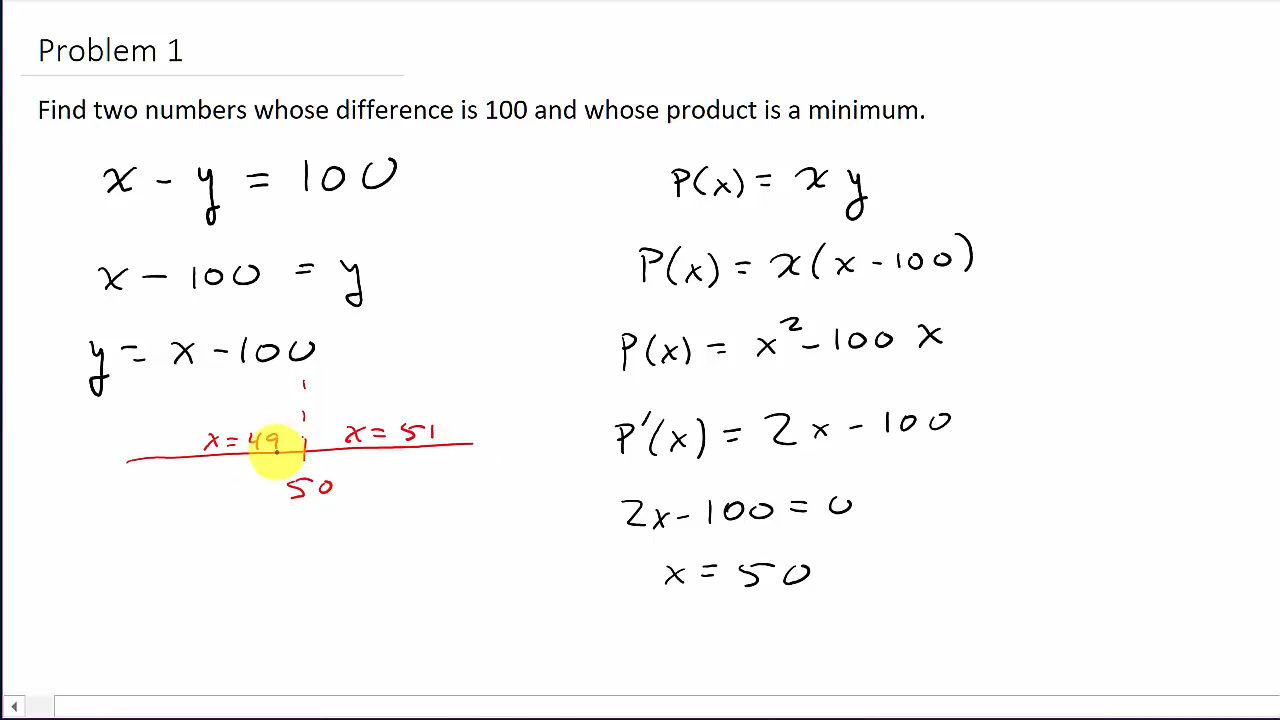 Problem 1
Find two numbers whose difference is 100 and whose product is a minimum.
x - y = 100
x - 100 = y
y = x - 100
x = 49
x = 51
50
P(x) = x y
P(x) = x(x - 100)
P(x) = x² - 100 x
P'(x) = 2x - 100
2x - 100 = 0
x = 50